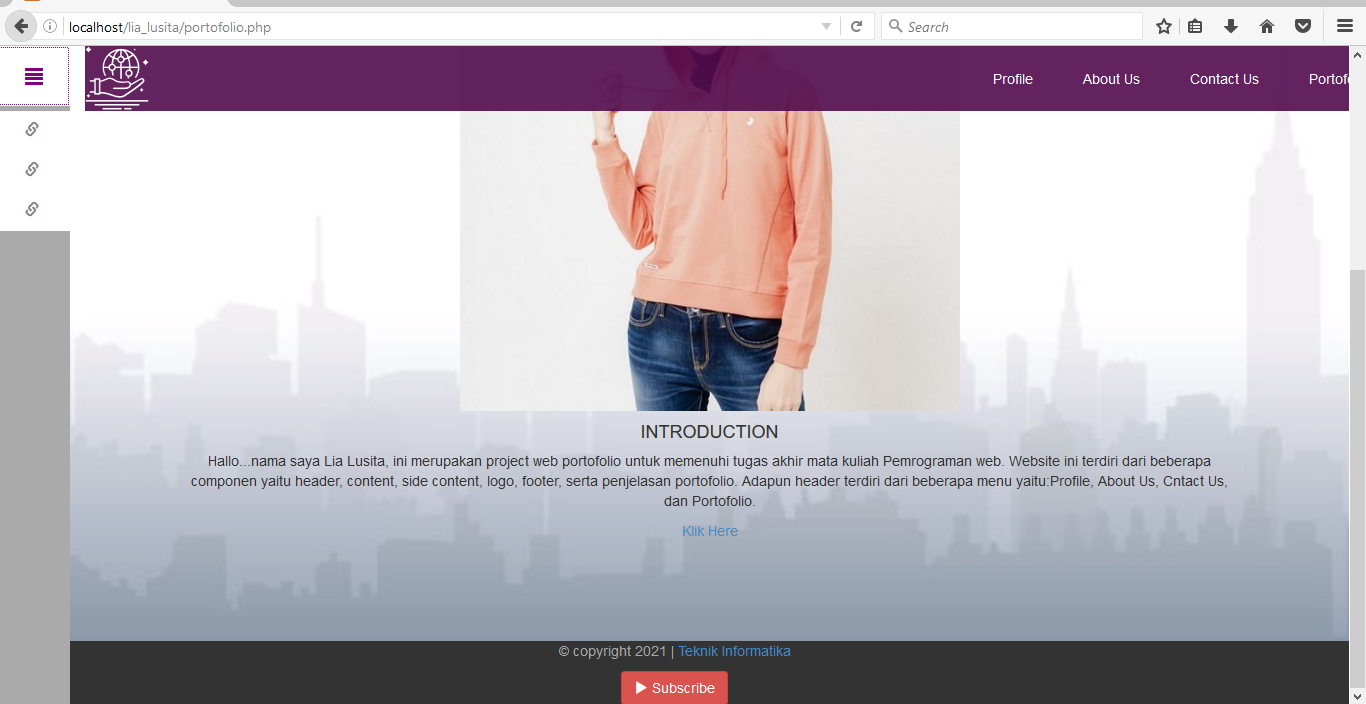 localhost/lia_lusita/portofolio.php
Search
Profile About Us Contact Us Portofo
INTRODUCTION
Hallo...nama saya Lia Lusita, ini merupakan project web portofolio untuk memenuhi tugas akhir mata kuliah Pemrograman web. Website ini terdiri dari beberapa
componen yaitu header, content, side content, logo, footer, serta penjelasan portofolio. Adapun header terdiri dari beberapa menu yaitu:Profile, About Us, Cntact Us,
dan Portofolio.
Klik Here
© copyright 2021 | Teknik Informatika
Subscribe